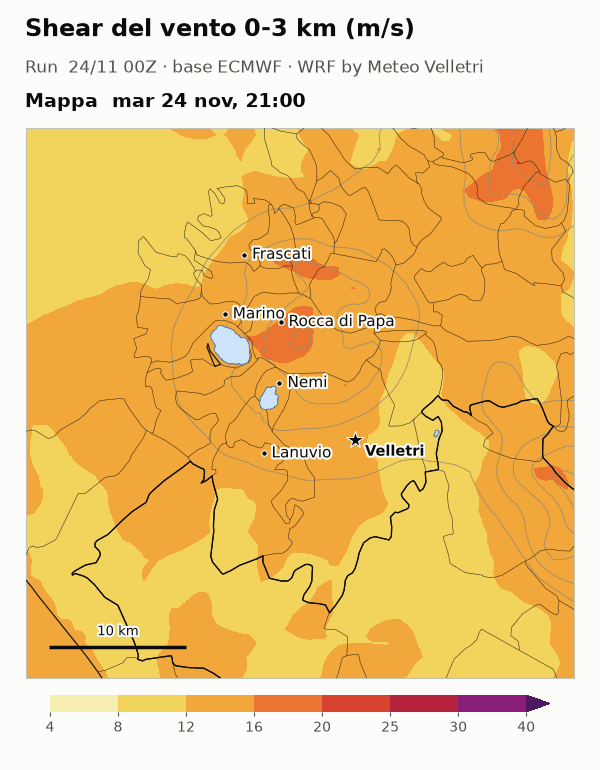 Shear del vento 0-3 km (m/s)
Run  24/11 00Z · base ECMWF · WRF by Meteo Velletri
Mappa  mar 24 nov, 21:00
Frascati
Marino
Rocca di Papa
Nemi
Velletri
Lanuvio
10 km
4 8 12 16 20 25 30 40